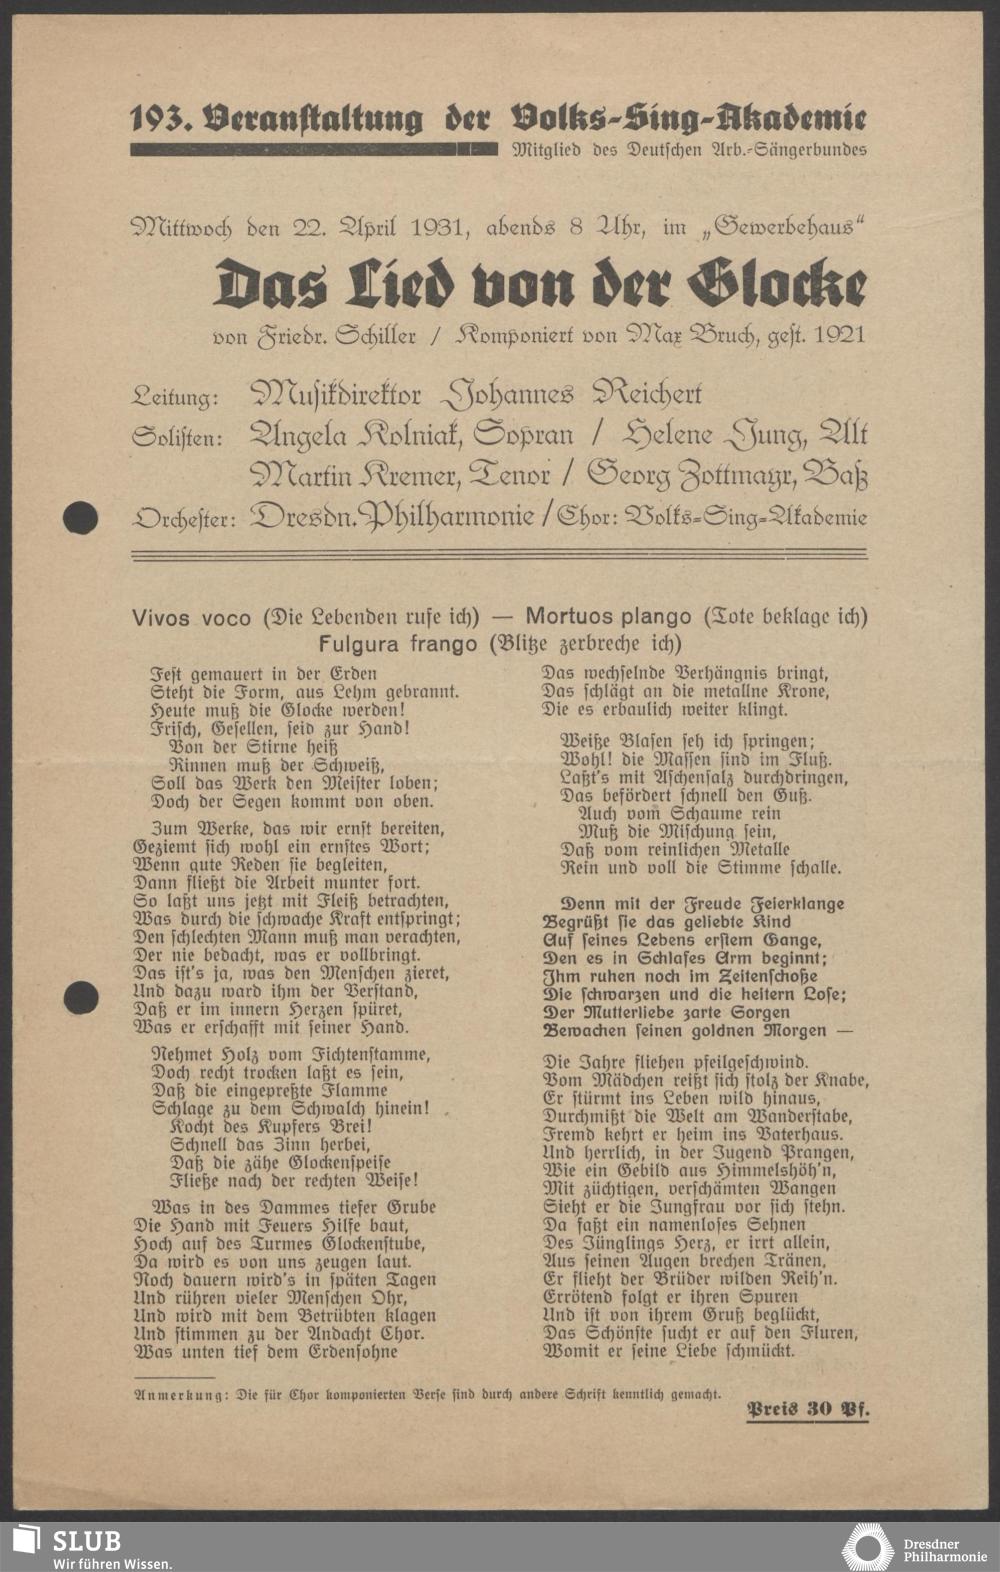 193. Veranstaltung der Volks-Sing-Akademie
Mitglied des Deutschen Arb.-Sängerbundes
Mittwoch den 22. April 1931, abends 8 Uhr, im „Gewerbehaus“
Das Lied von der Glocke
von Friedr. Schiller / Komponiert von Max Bruch, gest. 1921
Leitung: Musikdirektor Johannes Reichert
Solisten: Angela Kolniak, Sopran / Helene Jung, Alt
Martin Kremer, Tenor / Georg Zottmayr, Baß
Orchester: Dresdn. Philharmonie / Chor: Volks-Sing-Akademie
Vivos voco (Die Lebenden rufe ich) — Mortuos plango (Tote beklage ich)
Fulgura frango (Blitze zerbreche ich)
Fest gemauert in der Erden
Steht die Form, aus Lehm gebrannt.
Heute muß die Glocke werden!
Frisch, Gesellen, seid zur Hand!
Von der Stirne heiß
Rinnen muß der Schweiß,
Soll das Werk den Meister loben;
Doch der Segen kommt von oben.
Zum Werke, das wir ernst bereiten,
Geziemt sich wohl ein ernstes Wort;
Wenn gute Reden sie begleiten,
Dann fließt die Arbeit munter fort.
So laßt uns jetzt mit Fleiß betrachten,
Was durch die schwache Kraft entspringt;
Den schlechten Mann muß man verachten,
Der nie bedacht, was er vollbringt.
Das ist's ja, was den Menschen zieret,
Und dazu ward ihm der Verstand,
Daß er im innern Herzen spüret,
Was er erschafft mit seiner Hand.
Nehmet Holz vom Fichtenstamme,
Doch recht trocken laßt es sein,
Daß die eingepreßte Flamme
Schlage zu dem Schwalch hinein!
Kocht des Kupfers Brei!
Schnell das Zinn herbei,
Daß die zähe Glockenspeise
Fließe nach der rechten Weise!
Was in des Dammes tiefer Grube
Die Hand mit Feuers Hilfe baut,
Hoch auf des Turmes Glockenstube,
Da wird es von uns zeugen laut.
Noch dauern wird's in späten Tagen
Und rühren vieler Menschen Ohr,
Und wird mit dem Betrübten klagen
Und stimmen zu der Andacht Chor.
Was unten tief dem Erdensohne
Das wechselnde Verhängnis bringt,
Das schlägt an die metallne Krone,
Die es erbaulich weiter klingt.
Weiße Blasen seh ich springen;
Wohl! die Massen sind im Fluß.
Laßt's mit Aschensalz durchdringen,
Das befördert schnell den Guß.
Auch vom Schaume rein
Muß die Mischung sein,
Daß vom reinlichen Metalle
Rein und voll die Stimme schalle.
Denn mit der Freude Feierklange
Begrüßt sie das geliebte Kind
Auf seines Lebens erstem Gange,
Den es in Schlafes Arm beginnt;
Ihm ruhen noch im Zeitenschoße
Die schwarzen und die heitern Lose;
Der Mutterliebe zarte Sorgen
Bewachen seinen goldnen Morgen —
Die Jahre fliehen pfeilgeschwind.
Vom Mädchen reißt sich stolz der Knabe,
Er stürmt ins Leben wild hinaus,
Durchmißt die Welt am Wanderstabe,
Fremd kehrt er heim ins Vaterhaus.
Und herrlich, in der Jugend Prangen,
Wie ein Gebild aus Himmelshöh'n,
Mit züchtigen, verschämten Wangen
Sieht er die Jungfrau vor sich stehn.
Da faßt ein namenloses Sehnen
Des Jünglings Herz, er irrt allein,
Aus seinen Augen brechen Tränen,
Er flieht der Brüder wilden Reih'n.
Errötend folgt er ihren Spuren
Und ist von ihrem Gruß beglückt,
Das Schönste sucht er auf den Fluren,
Womit er seine Liebe schmückt.
Anmerkung: Die für Chor komponierten Verse sind durch andere Schrift kenntlich gemacht.
Preis 30 Pf.
SLUB
Wir führen Wissen.
Dresdner
Philharmonie